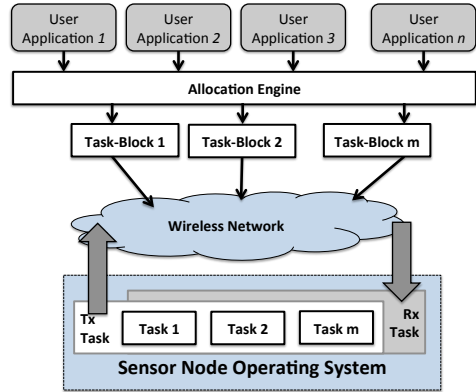 User Application 1
User Application 2
User Application 3
User Application n
Allocation Engine
Task-Block 1
Task-Block 2
Task-Block m
Wireless Network
Tx Task
Task 1
Task 2
Task m
Rx Task
Sensor Node Operating System